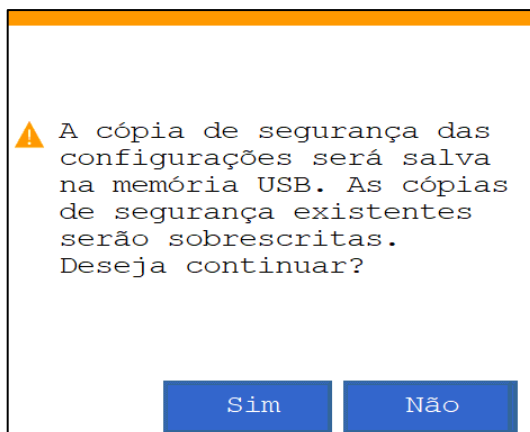 A cópia de segurança das
configurações será salva
na memória USB. As cópias
de segurança existentes
serão sobrescritas.
Deseja continuar?
Sim Não